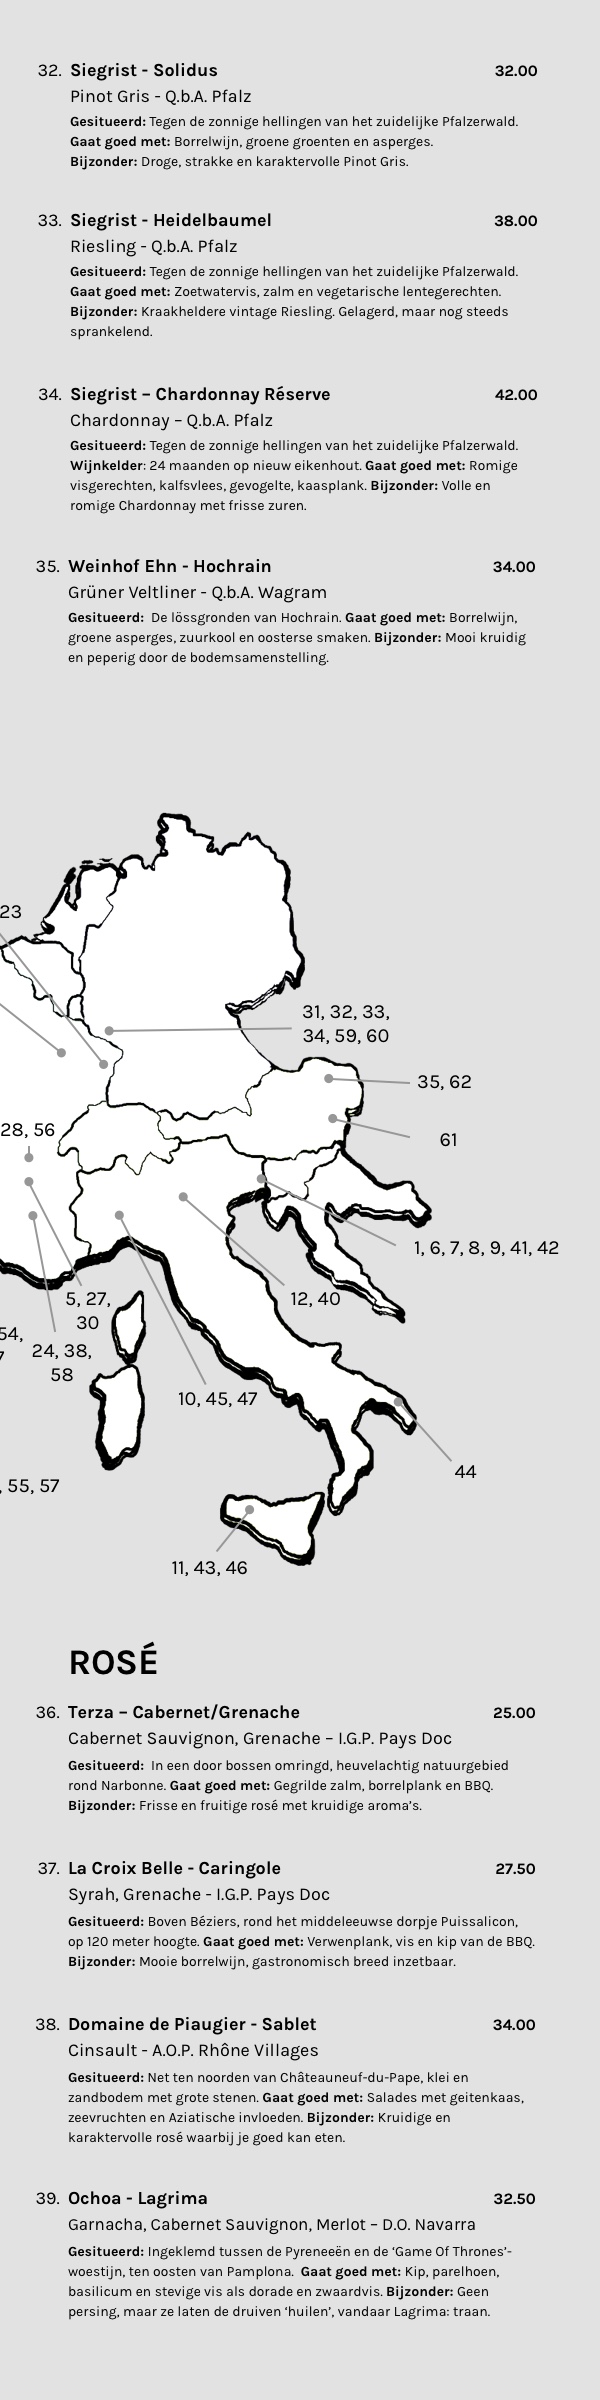 32. Siegrist - Solidus 32.00
Pinot Gris - Q.b.A. Pfalz
Gesitueerd: Tegen de zonnige hellingen van het zuidelijke Pfalzerwald.
Gaat goed met: Borrelwijn, groene groenten en asperges.
Bijzonder: Droge, strakke en karaktervolle Pinot Gris.
33. Siegrist - Heidelbaumel 38.00
Riesling - Q.b.A. Pfalz
Gesitueerd: Tegen de zonnige hellingen van het zuidelijke Pfalzerwald.
Gaat goed met: Zoetwatervis, zalm en vegetarische lentegerechten.
Bijzonder: Kraakheldere vintage Riesling. Gelagerd, maar nog steeds
sprankelend.
34. Siegrist – Chardonnay Réserve 42.00
Chardonnay – Q.b.A. Pfalz
Gesitueerd: Tegen de zonnige hellingen van het zuidelijke Pfalzerwald.
Wijnkelder: 24 maanden op nieuw eikenhout. Gaat goed met: Romige
visgerechten, kalfsvlees, gevogelte, kaasplank. Bijzonder: Volle en
romige Chardonnay met frisse zuren.
35. Weinhof Ehn - Hochrain 34.00
Grüner Veltliner - Q.b.A. Wagram
Gesitueerd: De lössgronden van Hochrain. Gaat goed met: Borrelwijn,
groene asperges, zuurkool en oosterse smaken. Bijzonder: Mooi kruidig
en peperig door de bodemsamenstelling.
23
31, 32, 33,
34, 59, 60
35, 62
28, 56
61
1, 6, 7, 8, 9, 41, 42
5, 27,
30
12, 40
54,
7
24, 38,
58
10, 45, 47
44
, 55, 57
11, 43, 46
ROSÉ
36. Terza – Cabernet/Grenache 25.00
Cabernet Sauvignon, Grenache – I.G.P. Pays Doc
Gesitueerd: In een door bossen omringd, heuvelachtig natuurgebied
rond Narbonne. Gaat goed met: Gegrilde zalm, borrelplank en BBQ.
Bijzonder: Frisse en fruitige rosé met kruidige aroma’s.
37. La Croix Belle - Caringole 27.50
Syrah, Grenache - I.G.P. Pays Doc
Gesitueerd: Boven Béziers, rond het middeleeuwse dorpje Puissalicon,
op 120 meter hoogte. Gaat goed met: Verwenplank, vis en kip van de BBQ.
Bijzonder: Mooie borrelwijn, gastronomisch breed inzetbaar.
38. Domaine de Piaugier - Sablet 34.00
Cinsault - A.O.P. Rhône Villages
Gesitueerd: Net ten noorden van Châteauneuf-du-Pape, klei en
zandbodem met grote stenen. Gaat goed met: Salades met geitenkaas,
zeevruchten en Aziatische invloeden. Bijzonder: Kruidige en
karaktervolle rosé waarbij je goed kan eten.
39. Ochoa - Lagrima 32.50
Garnacha, Cabernet Sauvignon, Merlot – D.O. Navarra
Gesitueerd: Ingeklemd tussen de Pyreneeën en de ‘Game Of Thrones’-
woestijn, ten oosten van Pamplona. Gaat goed met: Kip, parelhoen,
basilicum en stevige vis als dorade en zwaardvis. Bijzonder: Geen
persing, maar ze laten de druiven ‘huilen’, vandaar Lagrima: traan.